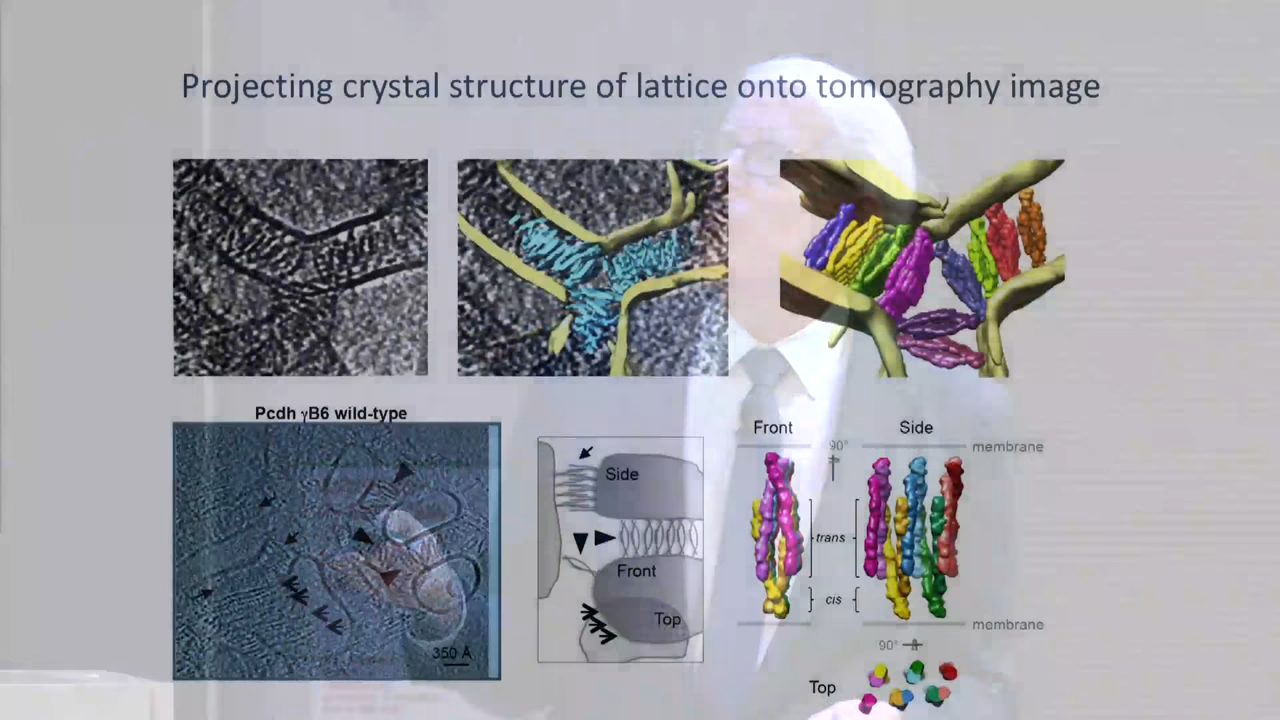 Projecting crystal structure of lattice onto tomography image
Pcdh γB6 wild-type
350 Å
Side
Front
Top
Front
Side
90°
membrane
trans
cis
membrane
90°
Top